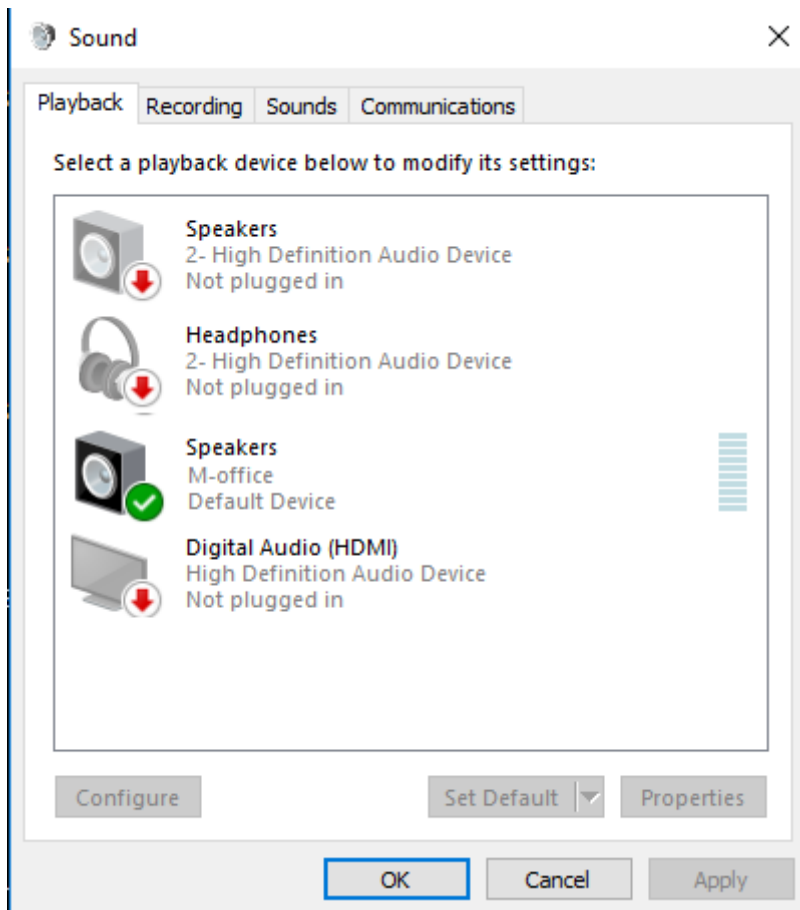 Sound
Playback Recording Sounds Communications
Select a playback device below to modify its settings:
Speakers
2- High Definition Audio Device
Not plugged in
Headphones
2- High Definition Audio Device
Not plugged in
Speakers
M-office
Default Device
Digital Audio (HDMI)
High Definition Audio Device
Not plugged in
Configure Set Default Properties
OK Cancel Apply